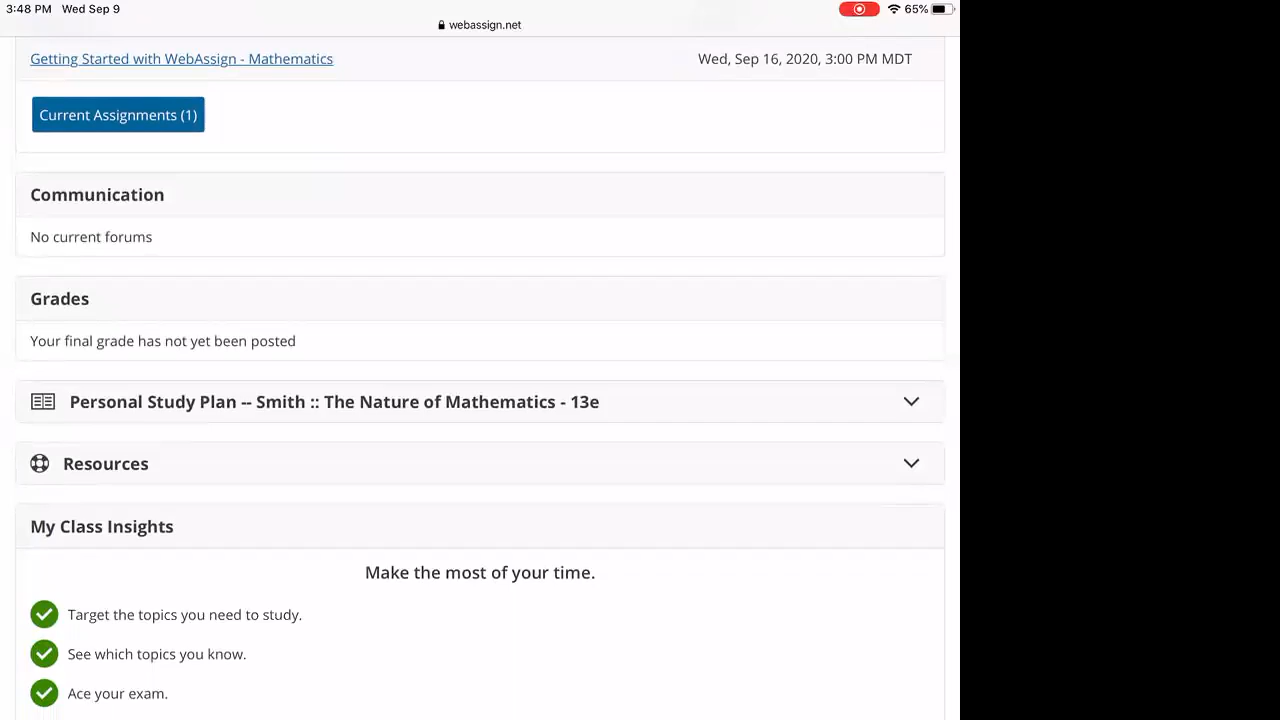 3:48 PM Wed Sep 9
65%
webassign.net
Getting Started with WebAssign - Mathematics
Wed, Sep 16, 2020, 3:00 PM MDT
Current Assignments (1)
Communication
No current forums
Grades
Your final grade has not yet been posted
Personal Study Plan -- Smith :: The Nature of Mathematics - 13e
Resources
My Class Insights
Make the most of your time.
Target the topics you need to study.
See which topics you know.
Ace your exam.